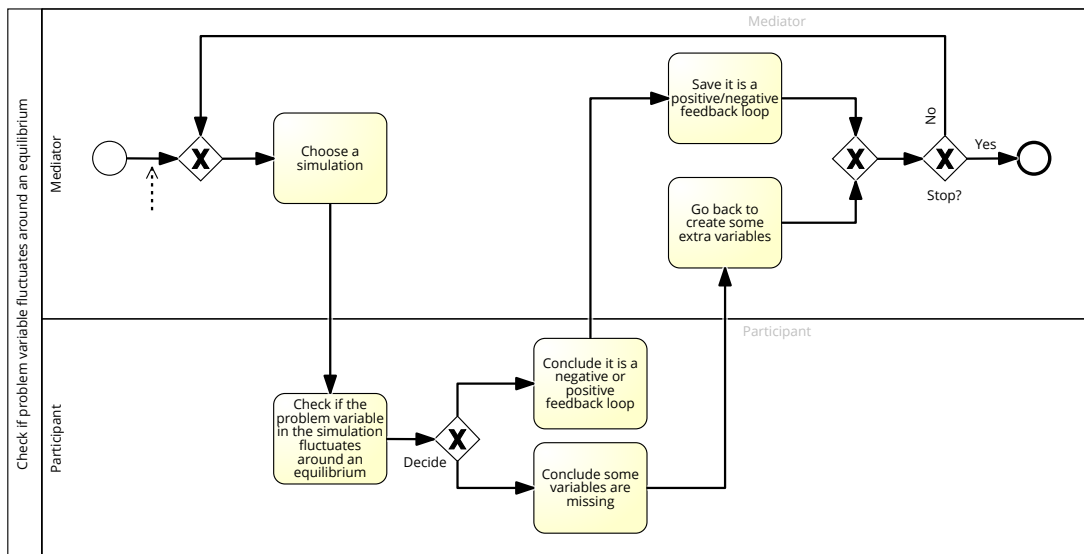 Check if problem variable fluctuates around an equilibrium
Mediator
Mediator
Choose a
simulation
Save it is a
positive/negative
feedback loop
Go back to
create some
extra variables
No
Yes
Stop?
Participant
Participant
Check if the
problem variable
in the simulation
fluctuates
around an
equilibrium
Decide
Conclude it is a
negative or
positive
feedback loop
Conclude some
variables are
missing